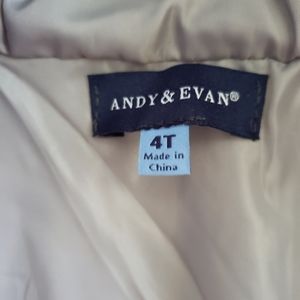 ANDY & EVAN®
4T
Made in
China